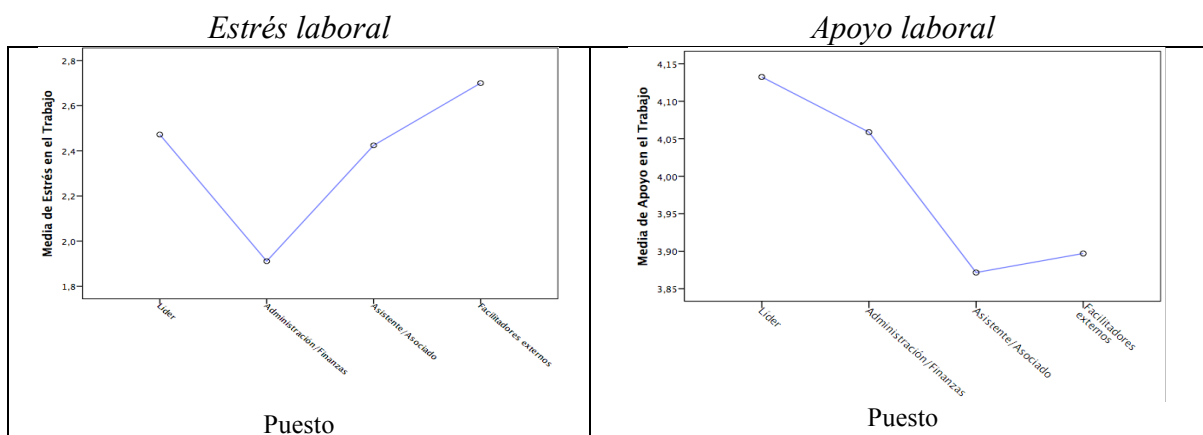 Estrés laboral
Media de Estrés en el Trabajo
2,8
2,6
2,4
2,2
2,0
1,8
Líder
Administración/Finanzas
Asistente/Asociado
Facilitadores externos
Puesto
Apoyo laboral
Media de Apoyo en el Trabajo
4,15
4,10
4,05
4,00
3,95
3,90
3,85
Líder
Administración/Finanzas
Asistente/Asociado
Facilitadores
externos
Puesto